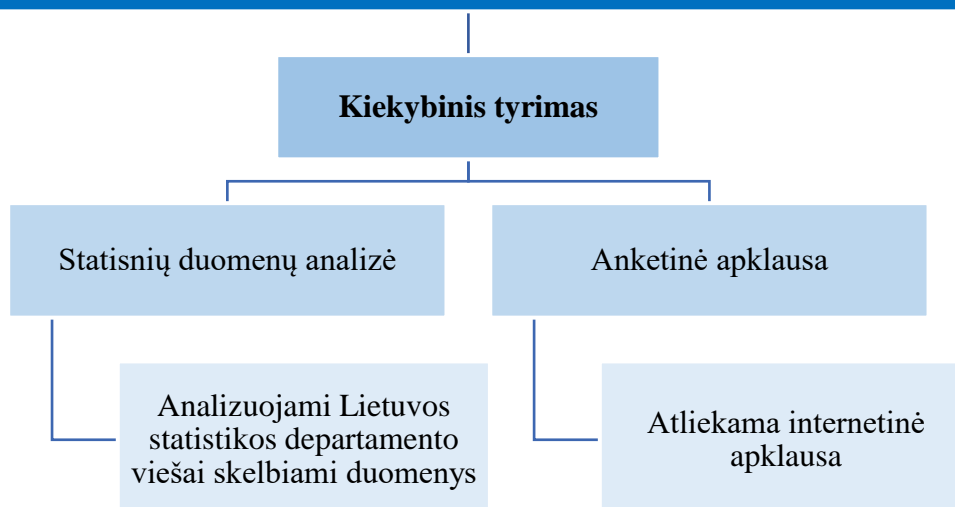 Kiekybinis tyrimas
Statisnių duomenų analizė
Anketinė apklausa
Analizuojami Lietuvos
statistikos departamento
viešai skelbiami duomenys
Atliekama internetinė
apklausa